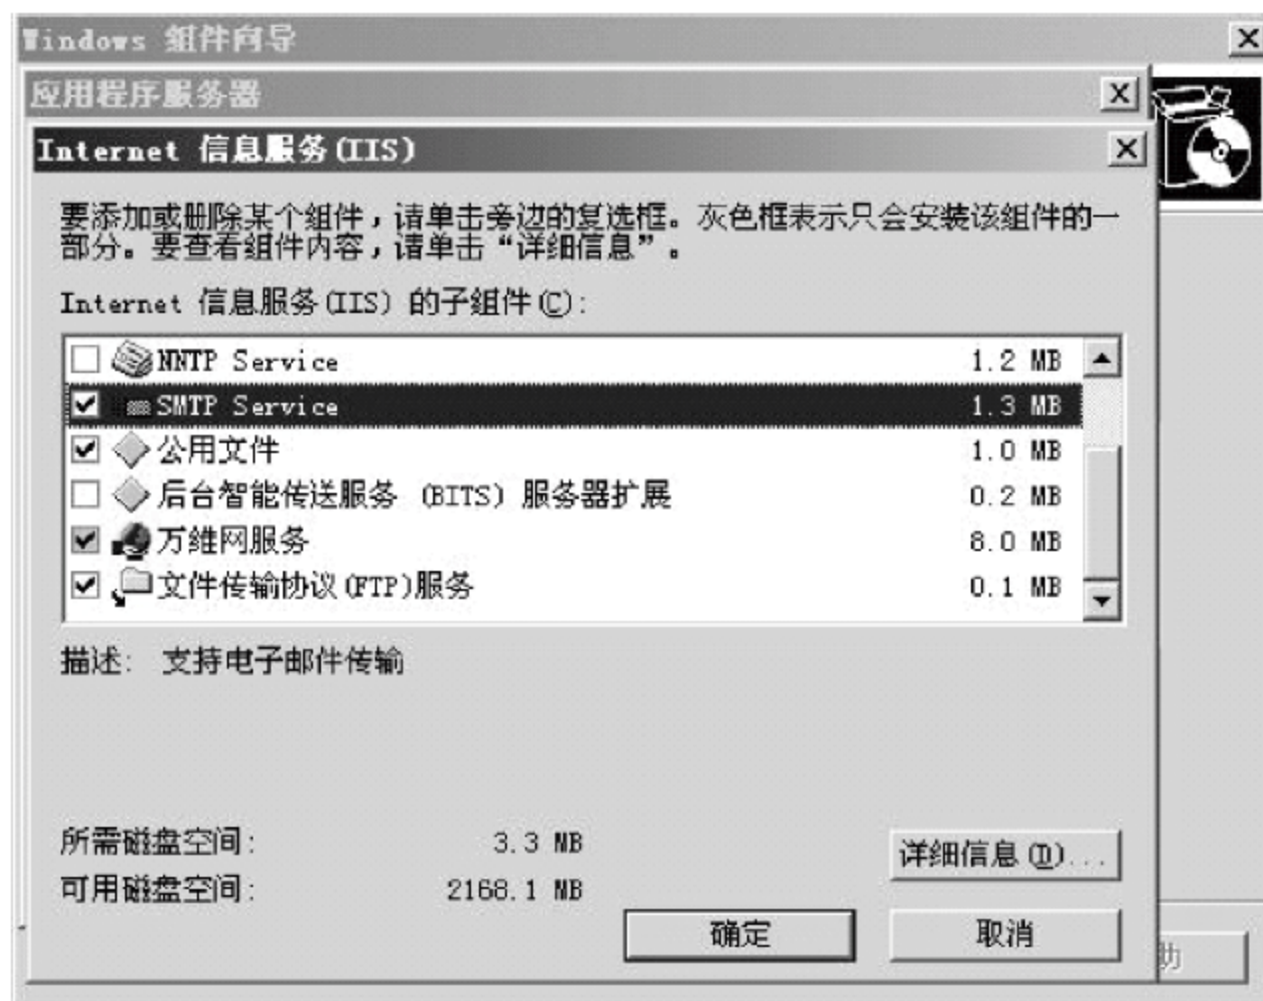 Windows 组件向导
应用程序服务器
Internet 信息服务(IIS)
要添加或删除某个组件，请单击旁边的复选框。灰色框表示只会安装该组件的一
部分。要查看组件内容，请单击“详细信息”。
Internet 信息服务(IIS) 的子组件(C):
NNTP Service 1.2 MB
SMTP Service 1.3 MB
公用文件 1.0 MB
后台智能传送服务 (BITS) 服务器扩展 0.2 MB
万维网服务 8.0 MB
文件传输协议(FTP)服务 0.1 MB
描述: 支持电子邮件传输
所需磁盘空间: 3.3 MB
详细信息(D)...
可用磁盘空间: 2168.1 MB
确定 取消
助